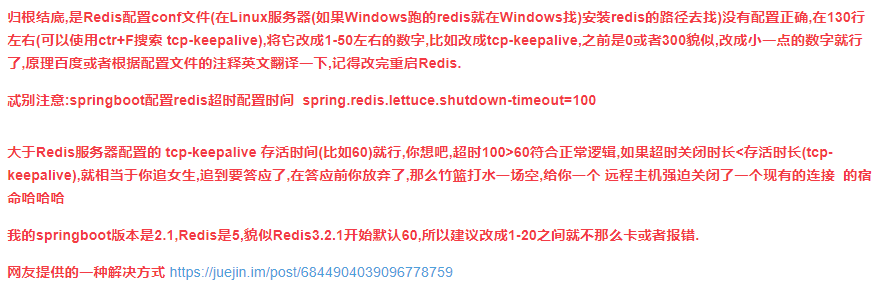 归根结底,是Redis配置conf文件(在Linux服务器(如果Windows跑的redis就在Windows找)安装redis的路径去找)没有配置正确,在130行
左右(可以使用ctr+F搜索 tcp-keepalive),将它改成1-50左右的数字,比如改成tcp-keepalive,之前是0或者300貌似,改成小一点的数字就行
了,原理百度或者根据配置文件的注释英文翻译一下,记得改完重启Redis.
忒别注意:springboot配置redis超时配置时间  spring.redis.lettuce.shutdown-timeout=100
大于Redis服务器配置的 tcp-keepalive 存活时间(比如60)就行,你想吧,超时100>60符合正常逻辑,如果超时关闭时长<存活时长(tcp-
keepalive),就相当于你追女生,追到要答应了,在答应前你放弃了,那么竹篮打水一场空,给你一个 远程主机强迫关闭了一个现有的连接  的宿
命哈哈哈
我的springboot版本是2.1,Redis是5,貌似Redis3.2.1开始默认60,所以建议改成1-20之间就不那么卡或者报错.
网友提供的一种解决方式 https://juejin.im/post/6844904039096778759